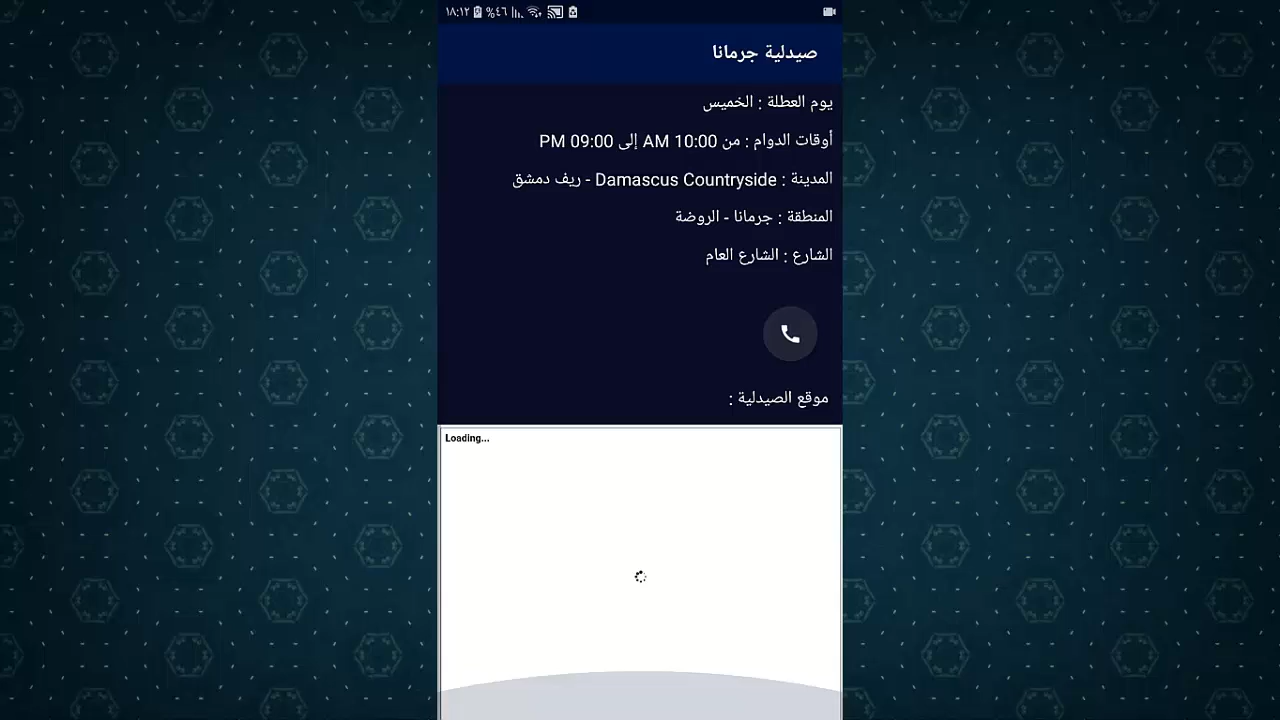 ١٨:١٢ %٤٦
صيدلية جرمانا
يوم العطلة : الخميس
أوقات الدوام : من 10:00 AM إلى 09:00 PM
المدينة : Damascus Countryside - ريف دمشق
المنطقة : جرمانا - الروضة
الشارع : الشارع العام
موقع الصيدلية :
Loading...